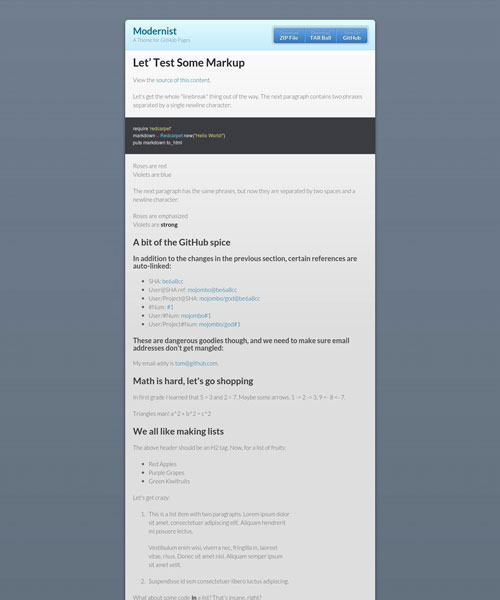 Modernist
A Theme for GitHub Pages
Download
ZIP File
Download
TAR Ball
GitHub
Let' Test Some Markup
View the source of this content.
Let's get the whole "linebreak" thing out of the way. The next paragraph contains two phrases
separated by a single newline character:
require 'redcarpet'
markdown = Redcarpet.new("Hello World!")
puts markdown.to_html
Roses are red
Violets are blue
The next paragraph has the same phrases, but now they are separated by two spaces and a
newline character:
Roses are emphasized
Violets are strong
A bit of the GitHub spice
In addition to the changes in the previous section, certain references are
auto-linked:
SHA: be6a8cc
User@SHA ref: mojombo@be6a8cc
User/Project@SHA: mojombo/god@be6a8cc
#Num: #1
User/#Num: mojombo#1
User/Project#Num: mojombo/god#1
These are dangerous goodies though, and we need to make sure email
addresses don't get mangled:
My email addy is tom@github.com.
Math is hard, let's go shopping
In first grade I learned that 5 > 3 and 2 < 7. Maybe some arrows. 1 -> 2 -> 3. 9 <- 8 <- 7.
Triangles man! a^2 + b^2 = c^2
We all like making lists
The above header should be an H2 tag. Now, for a list of fruits:
Red Apples
Purple Grapes
Green Kiwifruits
Let's get crazy:
1. This is a list item with two paragraphs. Lorem ipsum dolor
sit amet, consectetuer adipiscing elit. Aliquam hendrerit
mi posuere lectus.
Vestibulum enim wisi, viverra nec, fringilla in, laoreet
vitae, risus. Donec sit amet nisl. Aliquam semper ipsum
sit amet velit.
2. Suspendisse id sem consectetuer libero luctus adipiscing.
What about some code in a list? That's insane, right?